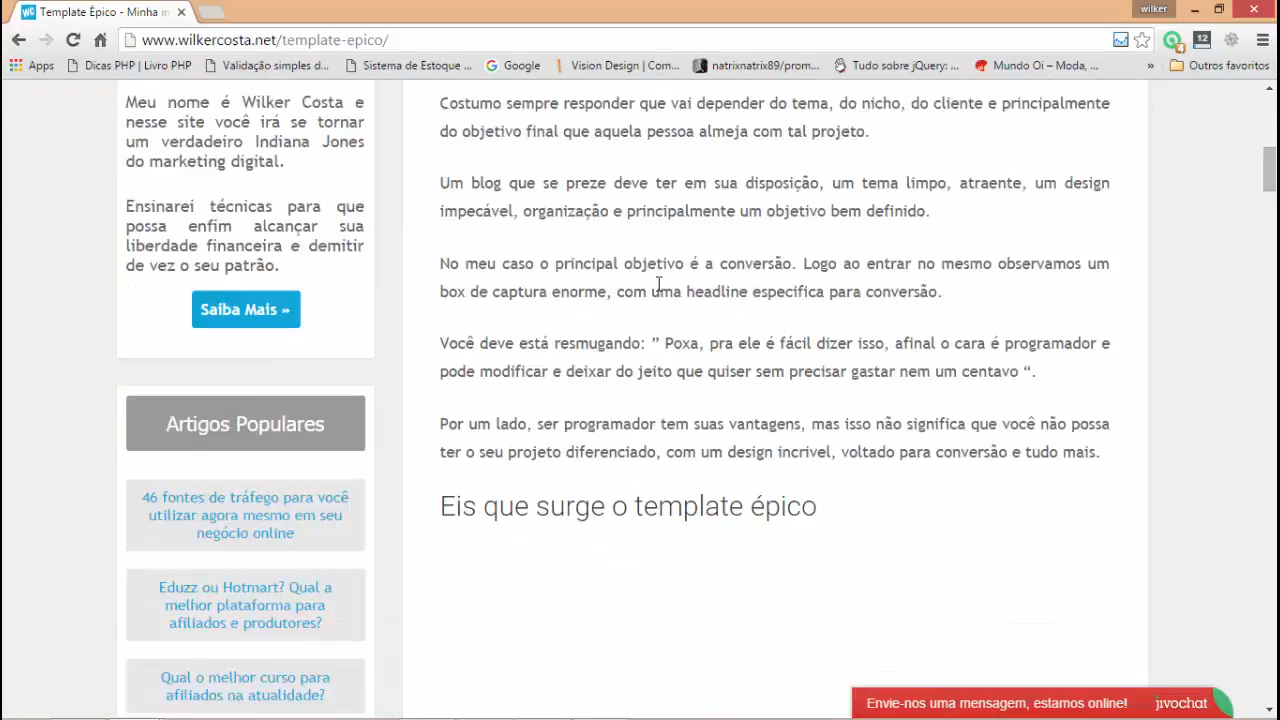 Template Épico - Minha in
wilker
www.wilkercosta.net/template-epico/
12
Apps
Dicas PHP | Livro PHP
Validação simples d...
Sistema de Estoque ...
Google
Vision Design | Com...
natrixnatrix89/prom...
Tudo sobre jQuery: ...
Mundo Oi – Moda, ...
»
Outros favoritos
Meu nome é Wilker Costa e
nesse site você irá se tornar
um verdadeiro Indiana Jones
do marketing digital.
Ensinarei técnicas para que
possa enfim alcançar sua
liberdade financeira e demitir
de vez o seu patrão.
Saiba Mais »
Artigos Populares
46 fontes de tráfego para você
utilizar agora mesmo em seu
negócio online
Eduzz ou Hotmart? Qual a
melhor plataforma para
afiliados e produtores?
Qual o melhor curso para
afiliados na atualidade?
Costumo sempre responder que vai depender do tema, do nicho, do cliente e principalmente
do objetivo final que aquela pessoa almeja com tal projeto.
Um blog que se preze deve ter em sua disposição, um tema limpo, atraente, um design
impecável, organização e principalmente um objetivo bem definido.
No meu caso o principal objetivo é a conversão. Logo ao entrar no mesmo observamos um
box de captura enorme, com uma headline especifica para conversão.
Você deve está resmugando: ” Poxa, pra ele é fácil dizer isso, afinal o cara é programador e
pode modificar e deixar do jeito que quiser sem precisar gastar nem um centavo “.
Por um lado, ser programador tem suas vantagens, mas isso não significa que você não possa
ter o seu projeto diferenciado, com um design incrivel, voltado para conversão e tudo mais.
Eis que surge o template épico
Envie-nos uma mensagem, estamos online!
jivochat